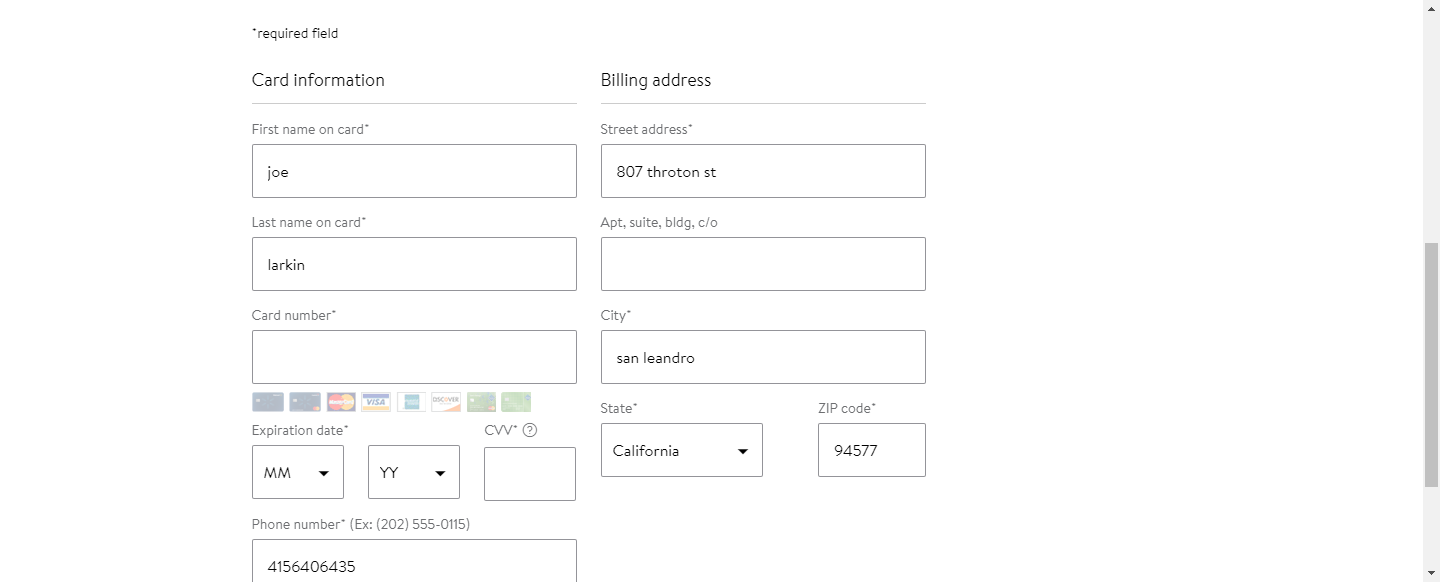 *required field
Card information
Billing address
First name on card*
Street address*
joe
807 throton st
Last name on card*
Apt, suite, bldg, c/o
larkin
Card number*
City*
san leandro
MasterCard VISA DISCOVER
State*
ZIP code*
Expiration date*
CVV* ?
California
94577
MM
YY
Phone number* (Ex: (202) 555-0115)
4156406435